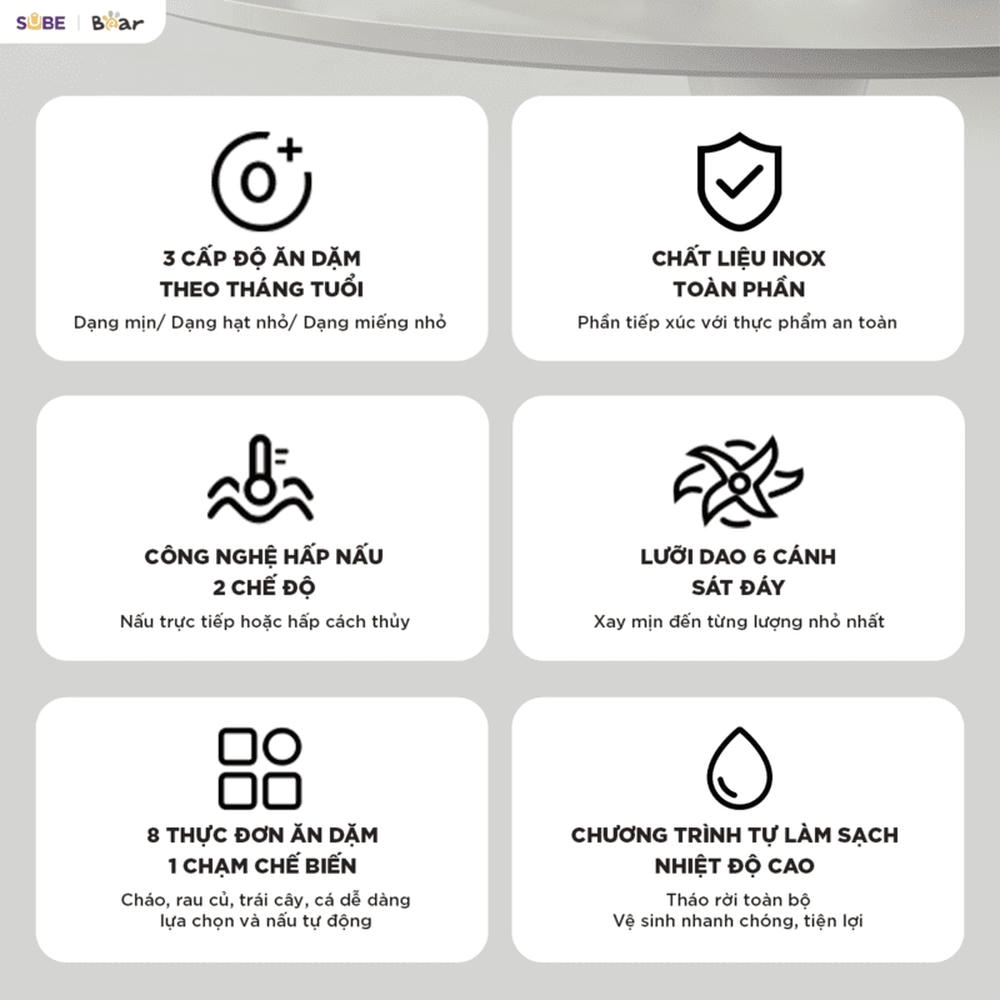 SUBE | Bear
3 CẤP ĐỘ ĂN DẶM
THEO THÁNG TUỔI
Dạng mịn/ Dạng hạt nhỏ/ Dạng miếng nhỏ
CHẤT LIỆU INOX
TOÀN PHẦN
Phần tiếp xúc với thực phẩm an toàn
CÔNG NGHỆ HẤP NẤU
2 CHẾ ĐỘ
Nấu trực tiếp hoặc hấp cách thủy
LƯỠI DAO 6 CÁNH
SÁT ĐÁY
Xay mịn đến từng lượng nhỏ nhất
8 THỰC ĐƠN ĂN DẶM
1 CHẠM CHẾ BIẾN
Cháo, rau củ, trái cây, cá dễ dàng
lựa chọn và nấu tự động
CHƯƠNG TRÌNH TỰ LÀM SẠCH
NHIỆT ĐỘ CAO
Tháo rời toàn bộ
Vệ sinh nhanh chóng, tiện lợi